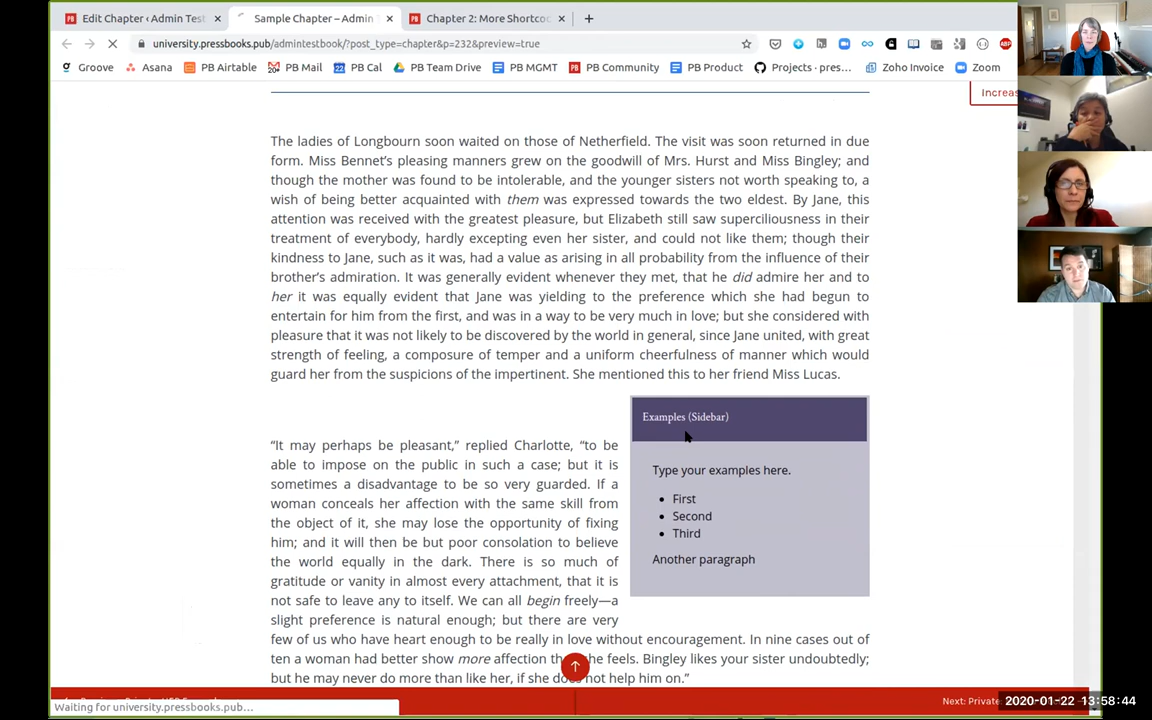 Edit Chapter ‹ Admin Test
Sample Chapter – Admin
Chapter 2: More Shortco
university.pressbooks.pub/admintestbook/?post_type=chapter&p=232&preview=true
Groove
Asana
PB Airtable
PB Mail
PB Cal
PB Team Drive
PB MGMT
PB Community
PB Product
Projects · pres…
Zoho Invoice
Zoom
Increas
The ladies of Longbourn soon waited on those of Netherfield. The visit was soon returned in due
form. Miss Bennet’s pleasing manners grew on the goodwill of Mrs. Hurst and Miss Bingley; and
though the mother was found to be intolerable, and the younger sisters not worth speaking to, a
wish of being better acquainted with them was expressed towards the two eldest. By Jane, this
attention was received with the greatest pleasure, but Elizabeth still saw superciliousness in their
treatment of everybody, hardly excepting even her sister, and could not like them; though their
kindness to Jane, such as it was, had a value as arising in all probability from the influence of their
brother’s admiration. It was generally evident whenever they met, that he did admire her and to
her it was equally evident that Jane was yielding to the preference which she had begun to
entertain for him from the first, and was in a way to be very much in love; but she considered with
pleasure that it was not likely to be discovered by the world in general, since Jane united, with great
strength of feeling, a composure of temper and a uniform cheerfulness of manner which would
guard her from the suspicions of the impertinent. She mentioned this to her friend Miss Lucas.
Examples (Sidebar)
Type your examples here.
• First
• Second
• Third
Another paragraph
“It may perhaps be pleasant,” replied Charlotte, “to be
able to impose on the public in such a case; but it is
sometimes a disadvantage to be so very guarded. If a
woman conceals her affection with the same skill from
the object of it, she may lose the opportunity of fixing
him; and it will then be but poor consolation to believe
the world equally in the dark. There is so much of
gratitude or vanity in almost every attachment, that it is
not safe to leave any to itself. We can all begin freely—a
slight preference is natural enough; but there are very
few of us who have heart enough to be really in love without encouragement. In nine cases out of
ten a woman had better show more affection th he feels. Bingley likes your sister undoubtedly;
but he may never do more than like her, if she does not help him on.”
Next: Private
Waiting for university.pressbooks.pub...
2020-01-22 13:58:44